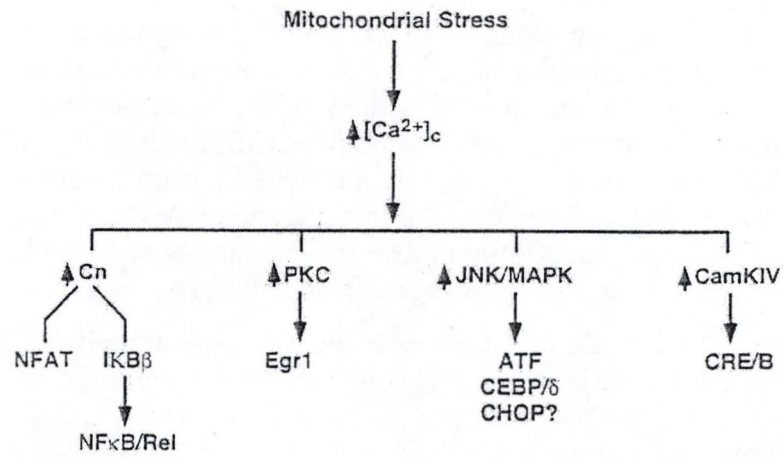 Mitochondrial Stress
[Ca²⁺]c
Cn PKC JNK/MAPK CamKIV
NFAT IKBβ Egr1 ATF CRE/B
CEBP/δ
CHOP?
NFκB/Rel